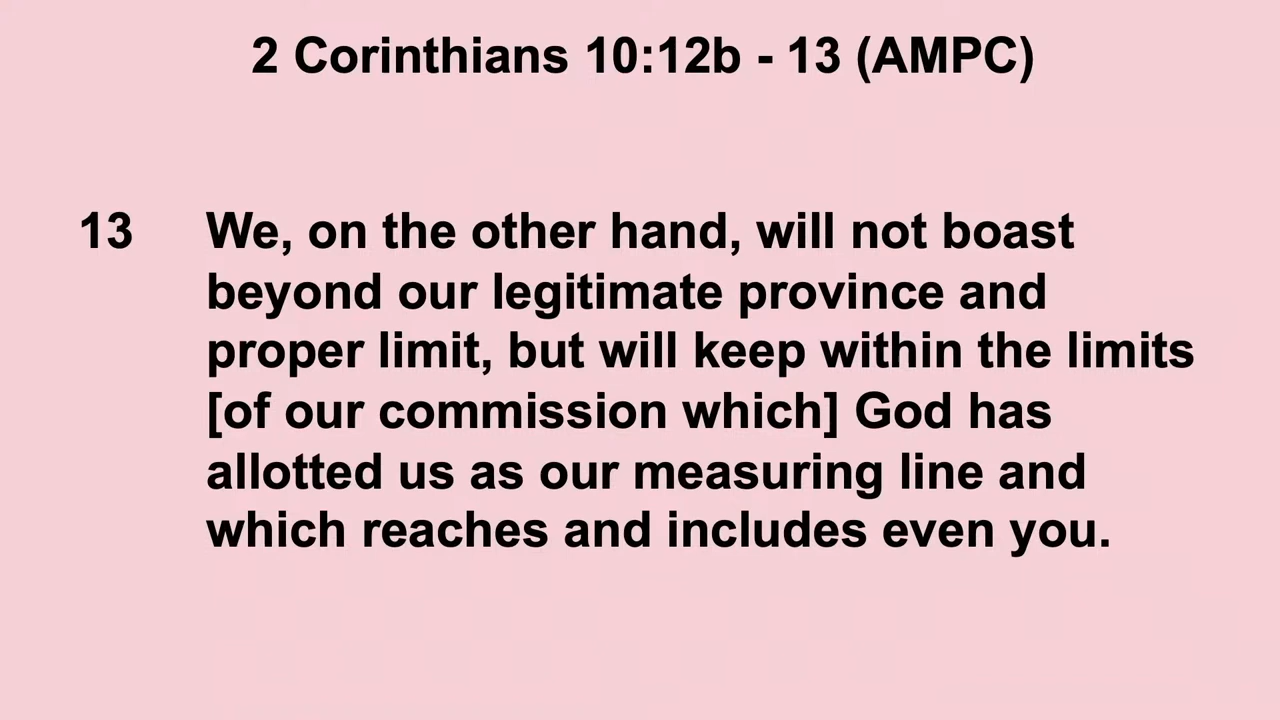 2 Corinthians 10:12b - 13 (AMPC)
13 We, on the other hand, will not boast
beyond our legitimate province and
proper limit, but will keep within the limits
[of our commission which] God has
allotted us as our measuring line and
which reaches and includes even you.